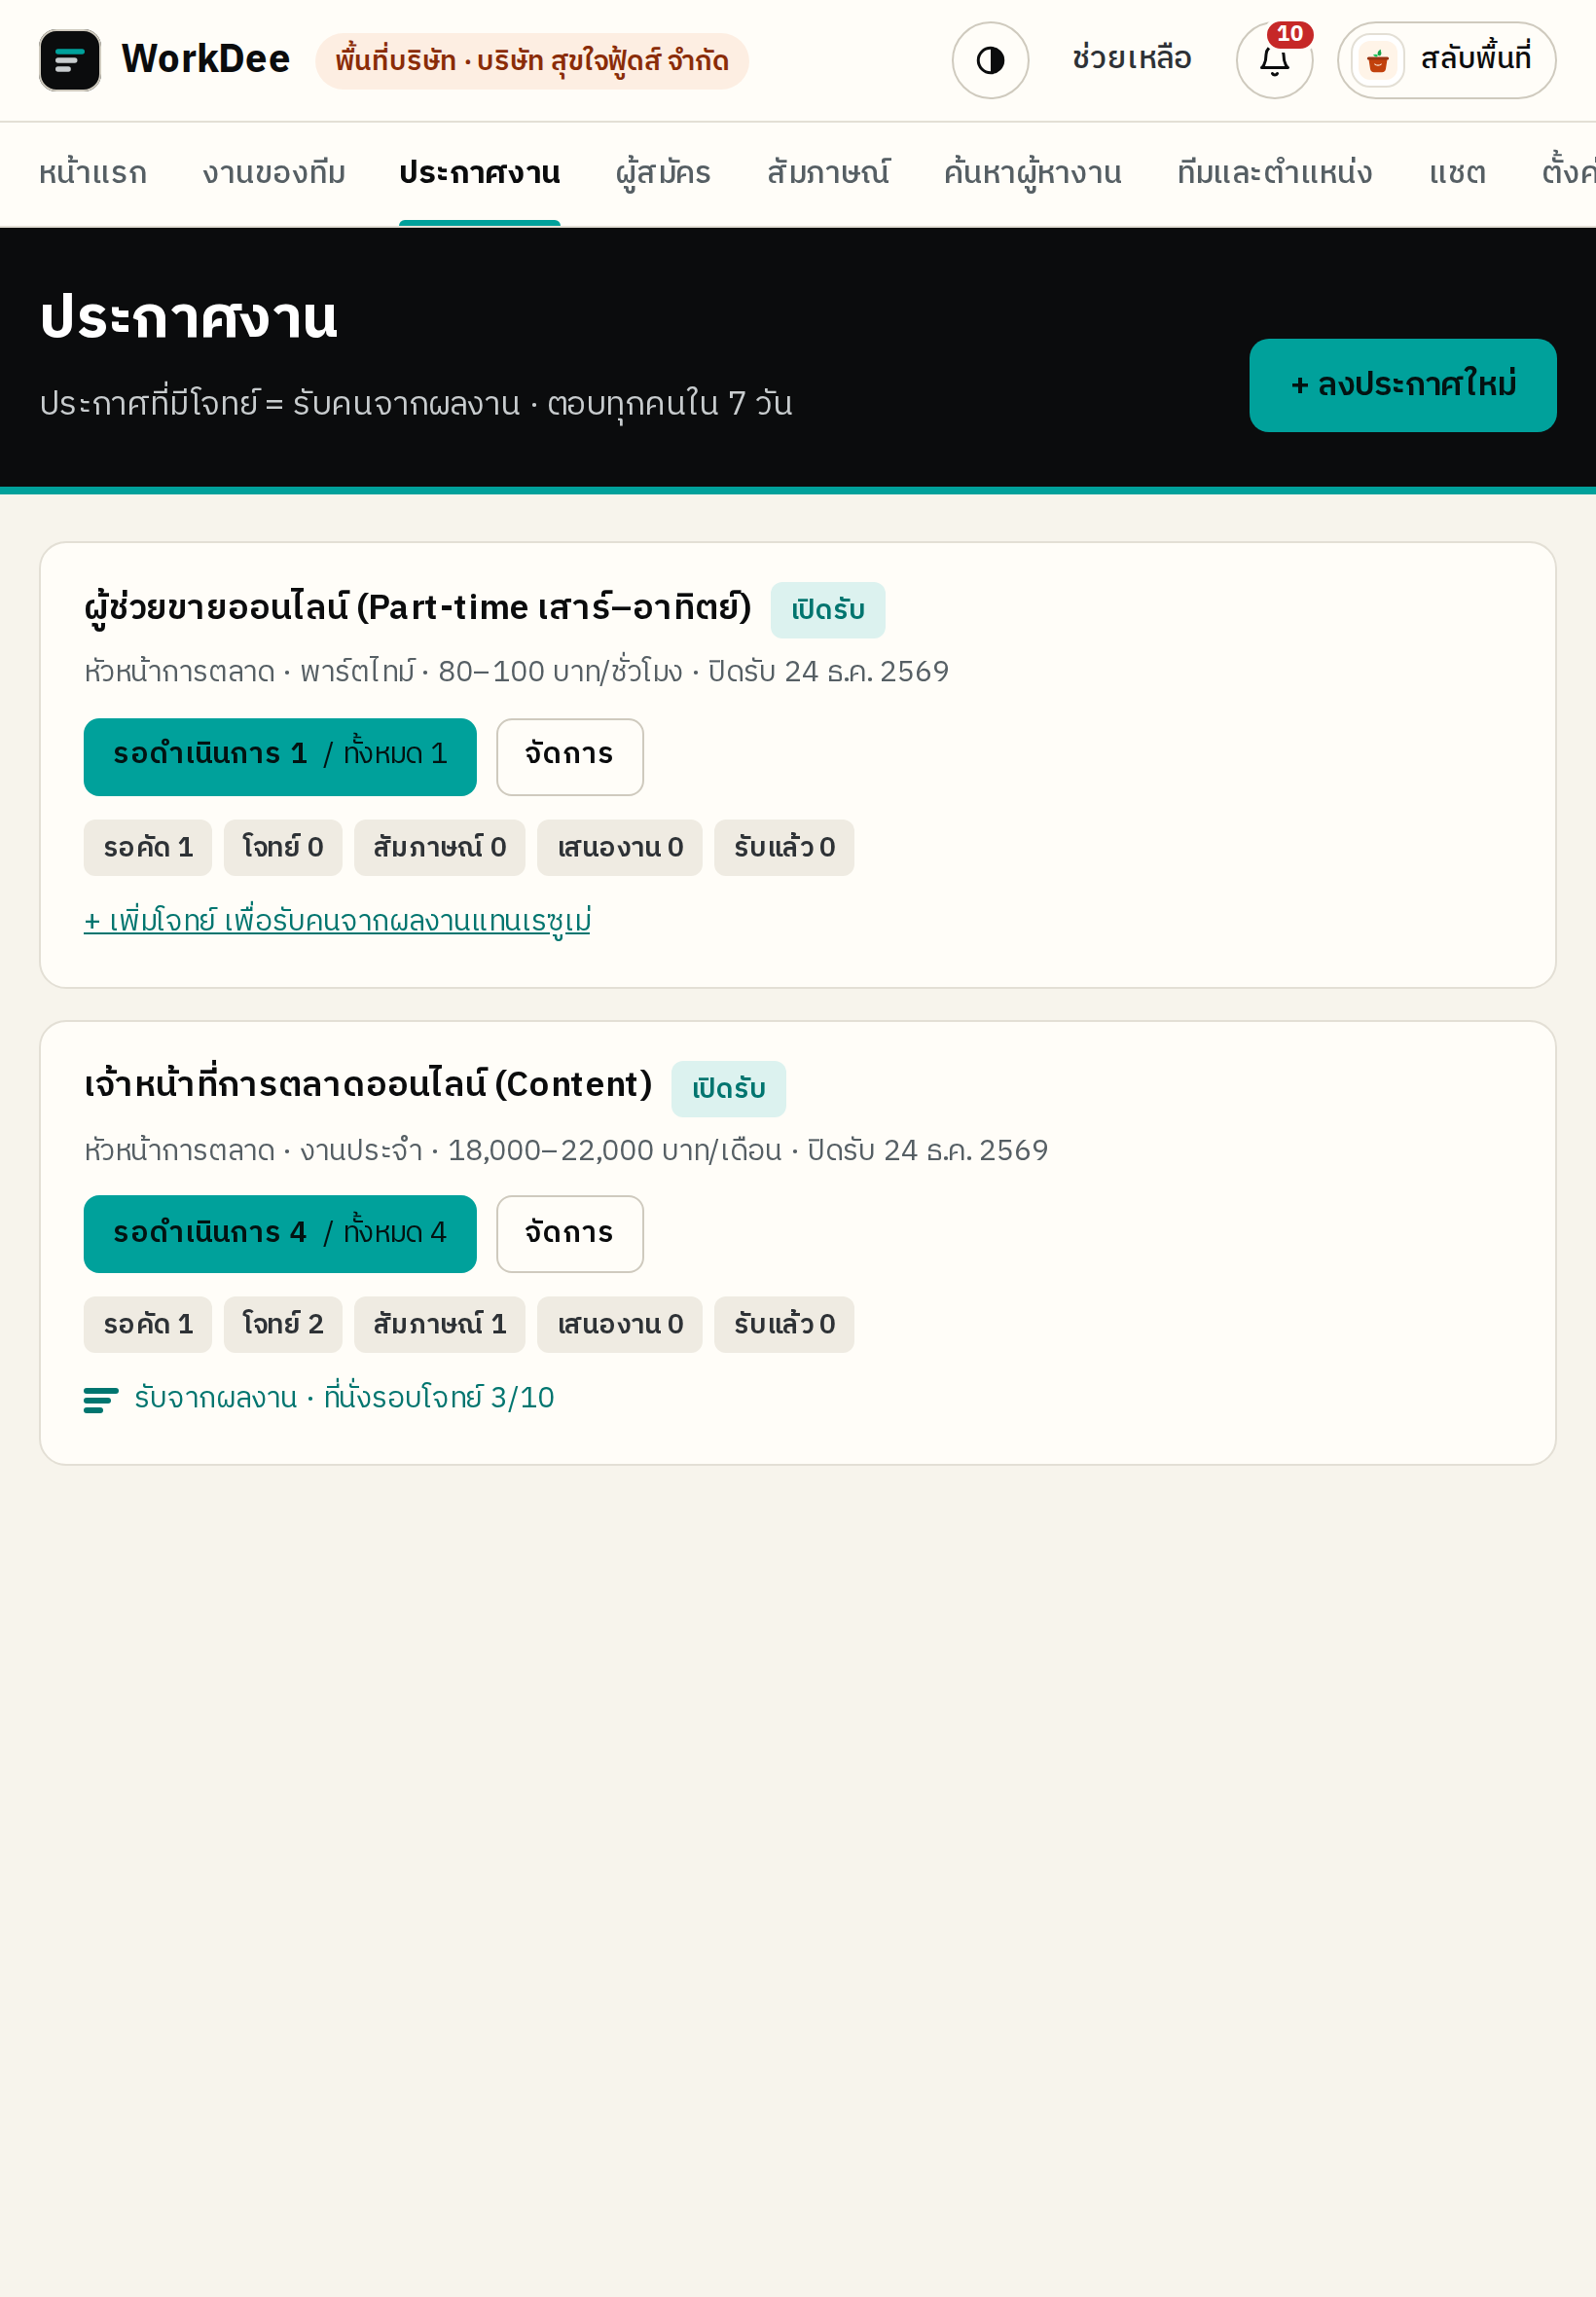 WorkDee พื้นที่บริษัท · บริษัท สุขใจฟู้ดส์ จำกัด ช่วยเหลือ 10 สลับพื้นที่
หน้าแรก งานของทีม ประกาศงาน ผู้สมัคร สัมภาษณ์ ค้นหาผู้หางาน ทีมและตำแหน่ง แชต
ประกาศงาน
ประกาศที่มีโจทย์ = รับคนจากผลงาน · ตอบทุกคนใน 7 วัน
+ ลงประกาศใหม่
ผู้ช่วยขายออนไลน์ (Part-time เสาร์–อาทิตย์) เปิดรับ
หัวหน้าการตลาด · พาร์ตไทม์ · 80–100 บาท/ชั่วโมง · ปิดรับ 24 ธ.ค. 2569
รอดำเนินการ 1 / ทั้งหมด 1 จัดการ
รอคัด 1 โจทย์ 0 สัมภาษณ์ 0 เสนองาน 0 รับแล้ว 0
+ เพิ่มโจทย์ เพื่อรับคนจากผลงานแทนเรซูเม่
เจ้าหน้าที่การตลาดออนไลน์ (Content) เปิดรับ
หัวหน้าการตลาด · งานประจำ · 18,000–22,000 บาท/เดือน · ปิดรับ 24 ธ.ค. 2569
รอดำเนินการ 4 / ทั้งหมด 4 จัดการ
รอคัด 1 โจทย์ 2 สัมภาษณ์ 1 เสนองาน 0 รับแล้ว 0
รับจากผลงาน · ที่นั่งรอบโจทย์ 3/10